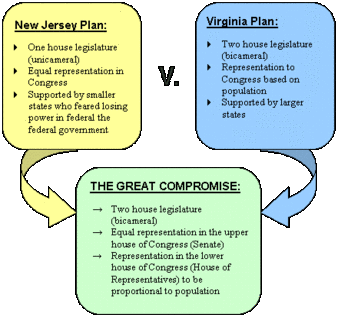 New Jersey Plan:
One house legislature
(unicameral)
Equal representation in
Congress
Supported by smaller
states who feared losing
power in federal the
federal government
V.
Virginia Plan:
Two house legislature
(bicameral)
Representation to
Congress based on
population
Supported by larger
states
THE GREAT COMPROMISE:
→ Two house legislature
(bicameral)
→ Equal representation in the upper
house of Congress (Senate)
→ Representation in the lower
house of Congress (House of
Representatives) to be
proportional to population